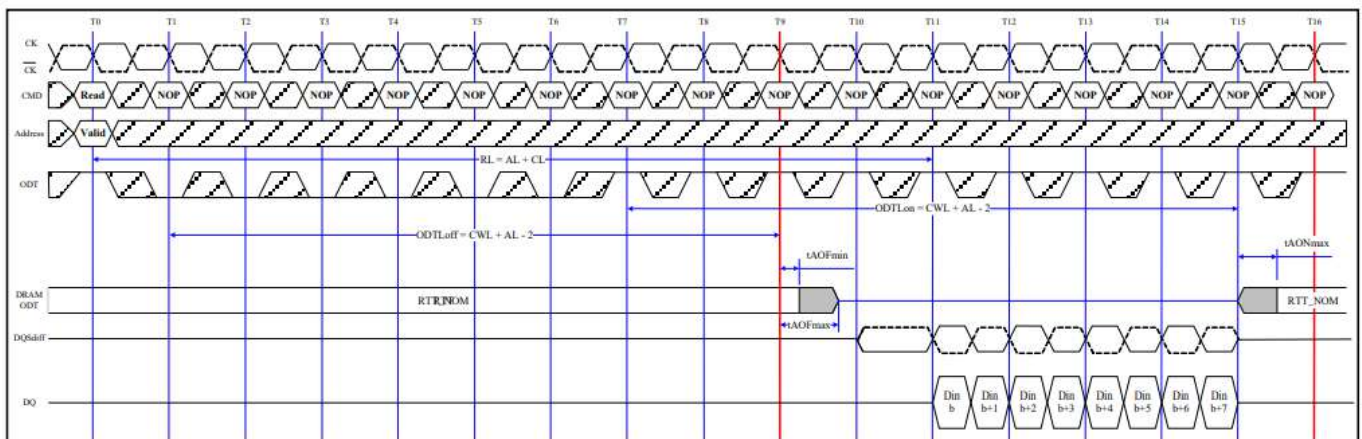 T0 T1 T2 T3 T4 T5 T6 T7 T8 T9 T10 T11 T12 T13 T14 T15 T16
CK
CK
CMD Read NOP NOP NOP NOP NOP NOP NOP NOP NOP NOP NOP NOP NOP NOP NOP NOP
Address Valid
RL = AL + CL
ODT
ODTLon = CWL + AL - 2
ODTLoff = CWL + AL - 2
tAOFmin tAONmax
DRAM ODT RTT_NOM RTT_NOM
tAOFmax
DQSdiff
DQ Din b Din b+1 Din b+2 Din b+3 Din b+4 Din b+5 Din b+6 Din b+7